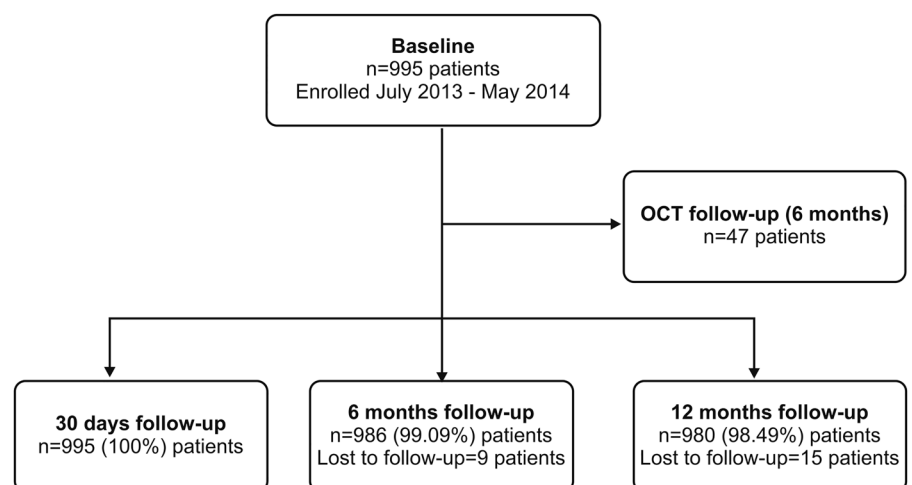 Baseline
n=995 patients
Enrolled July 2013 - May 2014
OCT follow-up (6 months)
n=47 patients
30 days follow-up
n=995 (100%) patients
6 months follow-up
n=986 (99.09%) patients
Lost to follow-up=9 patients
12 months follow-up
n=980 (98.49%) patients
Lost to follow-up=15 patients